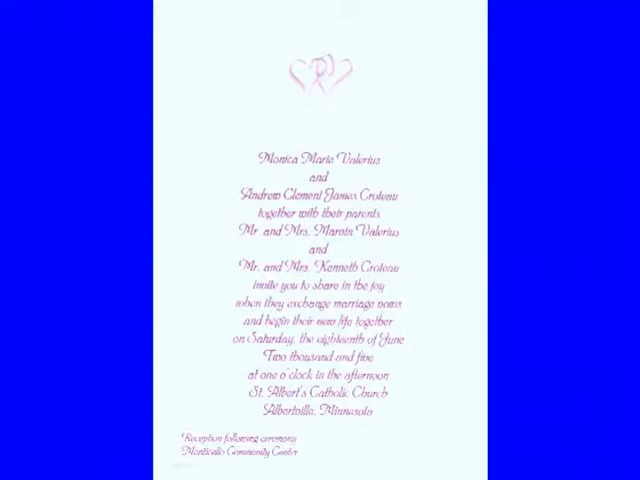 Monica Marie Valerius
and
Andrew Clement James Croteau
together with their parents
Mr. and Mrs. Marvin Valerius
and
Mr. and Mrs. Kenneth Croteau
invite you to share in the joy
when they exchange marriage vows
and begin their new life together
on Saturday, the eighteenth of June
Two thousand and five
at one o'clock in the afternoon
St. Albert's Catholic Church
Albertville, Minnesota
Reception following ceremony
Monticello Community Center